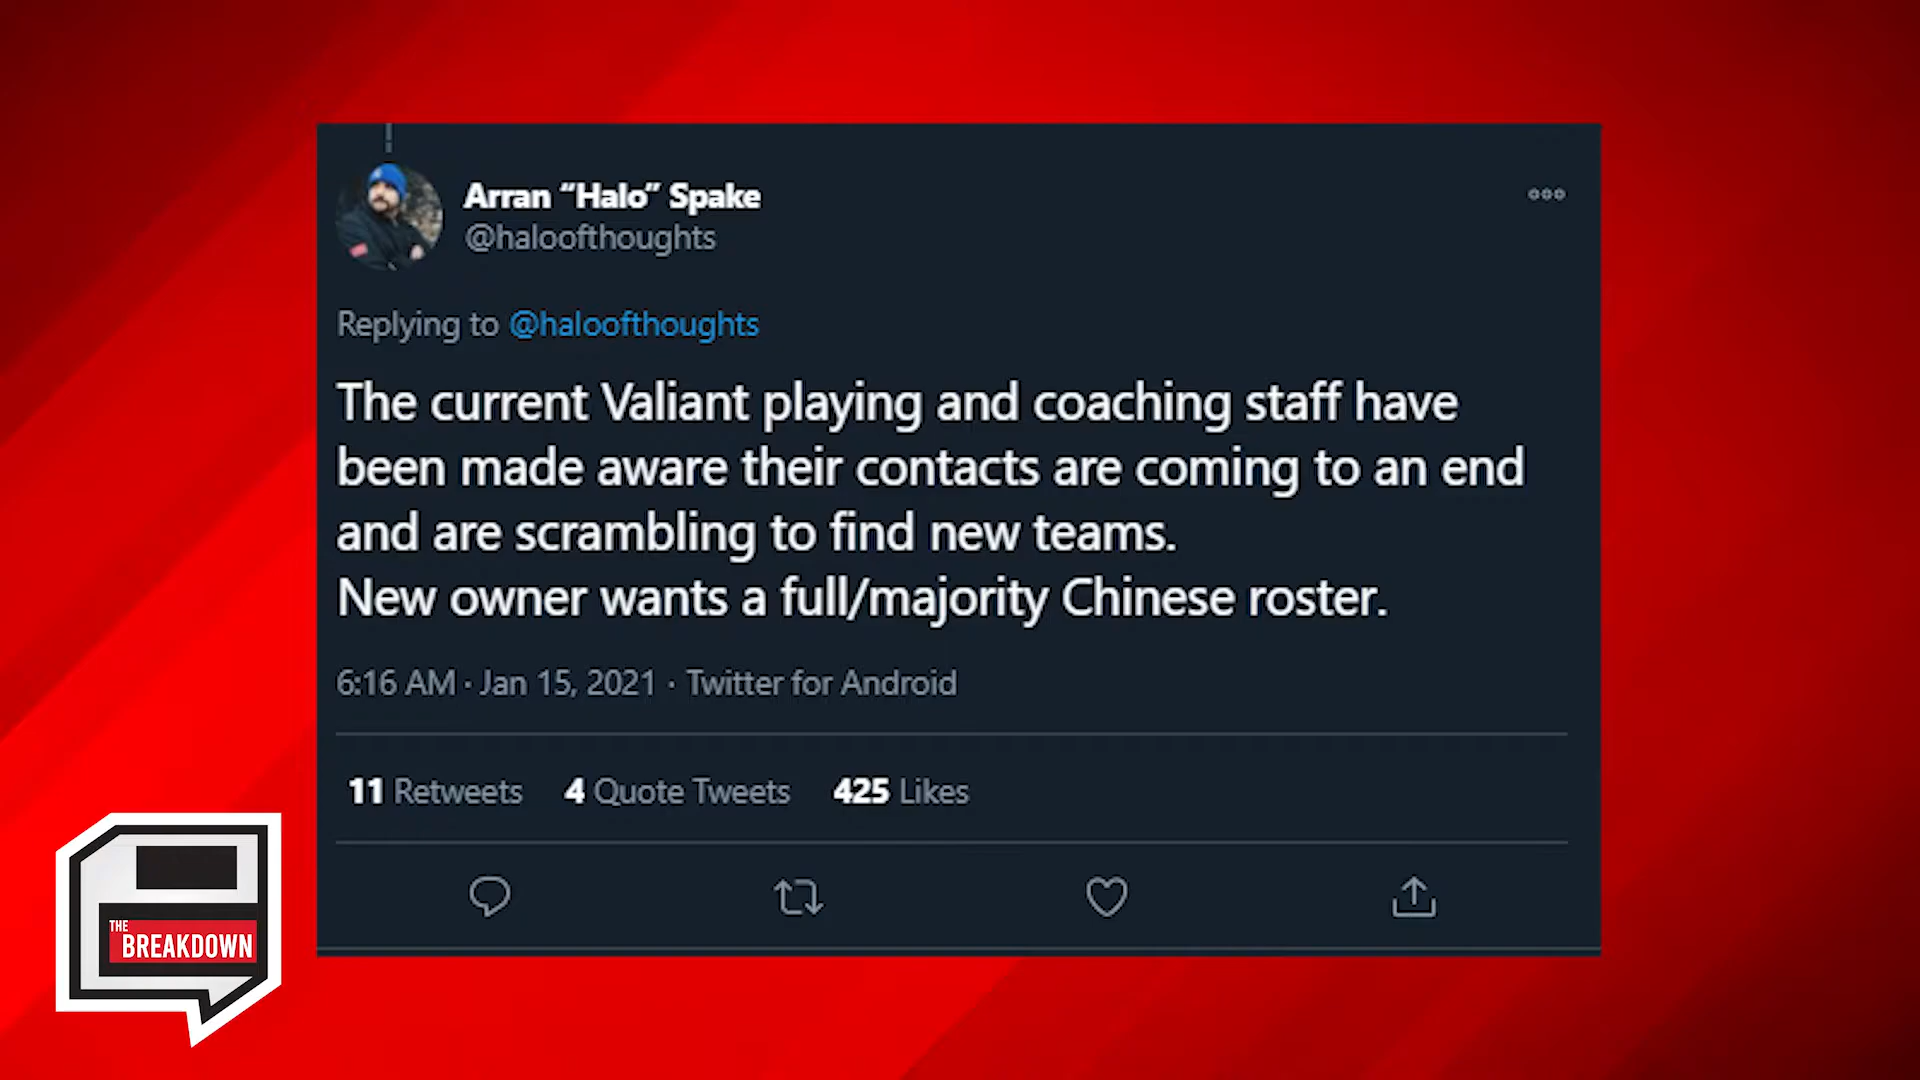 Arran “Halo” Spake
@haloofthoughts
Replying to @haloofthoughts
The current Valiant playing and coaching staff have
been made aware their contacts are coming to an end
and are scrambling to find new teams.
New owner wants a full/majority Chinese roster.
6:16 AM · Jan 15, 2021 · Twitter for Android
11 Retweets 4 Quote Tweets 425 Likes
THE
BREAKDOWN